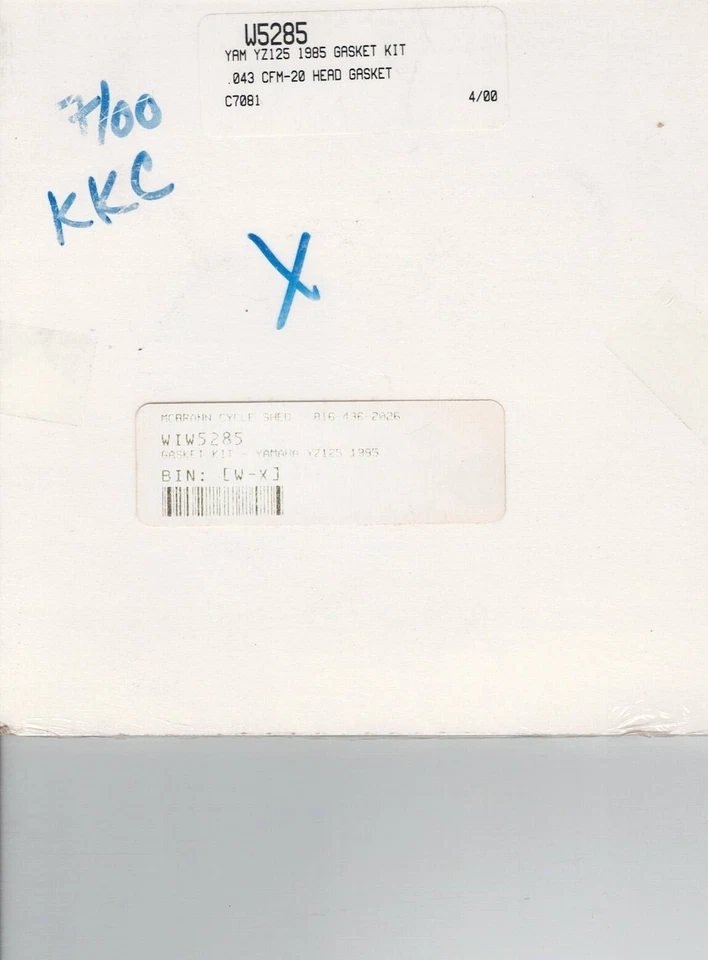 W5285
YAM YZ125 1985 GASKET KIT
.043 CFM-20 HEAD GASKET
C7081 4/00
7/00
KKC
X
MCBRANN CYCLE SHED 816 436-2026
WIW5285
GASKET KIT - YAMAHA YZ125 1985
BIN: [W-X]